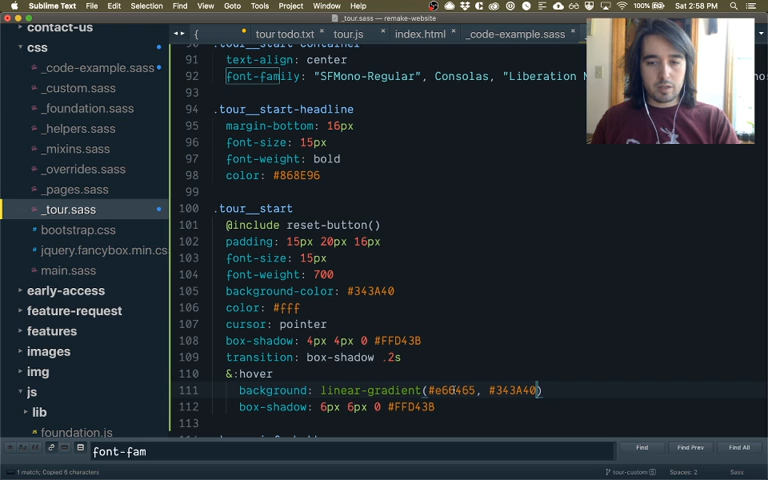 Sublime Text File Edit Selection Find View Goto Tools Project Window Help 100% Sat 2:58 PM
_tour.sass — remake-website
contact-us
css
_code-example.sass
_custom.sass
_foundation.sass
_helpers.sass
_mixins.sass
_overrides.sass
_pages.sass
_tour.sass
bootstrap.css
jquery.fancybox.min.cs
main.sass
early-access
feature-request
features
images
img
js
lib
foundation.js
{ tour todo.txt tour.js index.html _code-example.sass
90 .tour__start-container
91 text-align: center
92 font-family: "SFMono-Regular", Consolas, "Liberation M
93
94 .tour__start-headline
95 margin-bottom: 16px
96 font-size: 15px
97 font-weight: bold
98 color: #868E96
99
100 .tour__start
101 @include reset-button()
102 padding: 15px 20px 16px
103 font-size: 15px
104 font-weight: 700
105 background-color: #343A40
106 color: #fff
107 cursor: pointer
108 box-shadow: 4px 4px 0 #FFD43B
109 transition: box-shadow .2s
110 &:hover
111 background: linear-gradient(#e66465, #343A40)
112 box-shadow: 6px 6px 0 #FFD43B
113
font-fam Find Find Prev Find All
1 match; Copied 6 characters tour-custom Spaces: 2 Sass